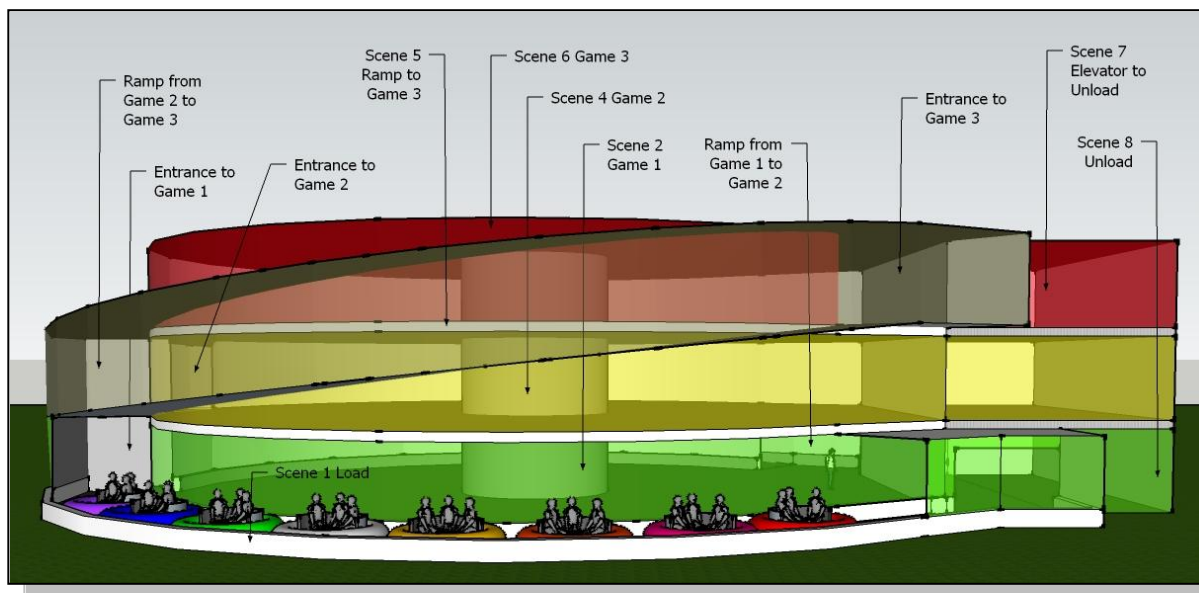 Scene 5
Ramp to
Game 3
Scene 6 Game 3
Scene 7
Elevator to
Unload
Ramp from
Game 2 to
Game 3
Scene 4 Game 2
Entrance to
Game 3
Scene 2
Game 1
Ramp from
Game 1 to
Game 2
Scene 8
Unload
Entrance to
Game 1
Entrance to
Game 2
Scene 1 Load